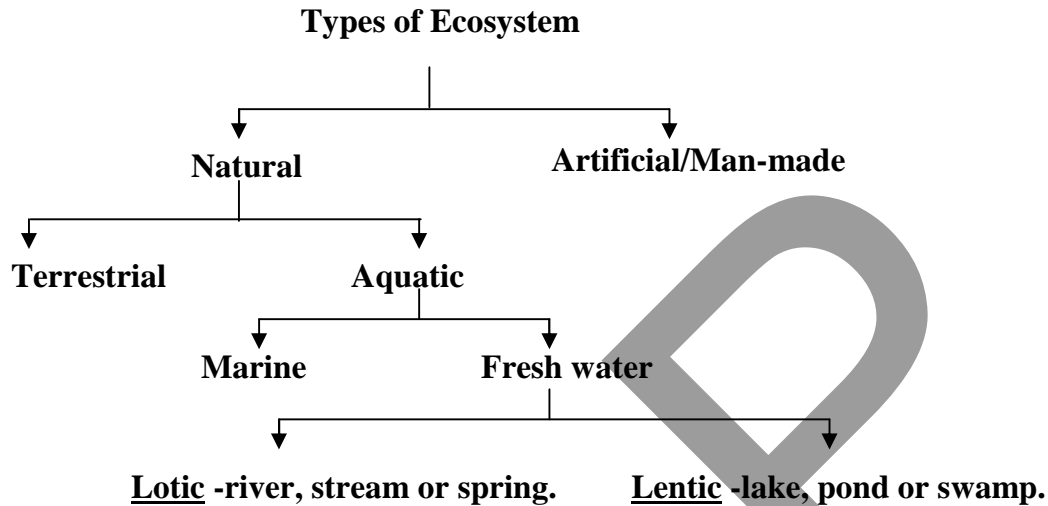 Types of Ecosystem
Natural
Artificial/Man-made
Terrestrial
Aquatic
Marine
Fresh water
Lotic -river, stream or spring.
Lentic -lake, pond or swamp.